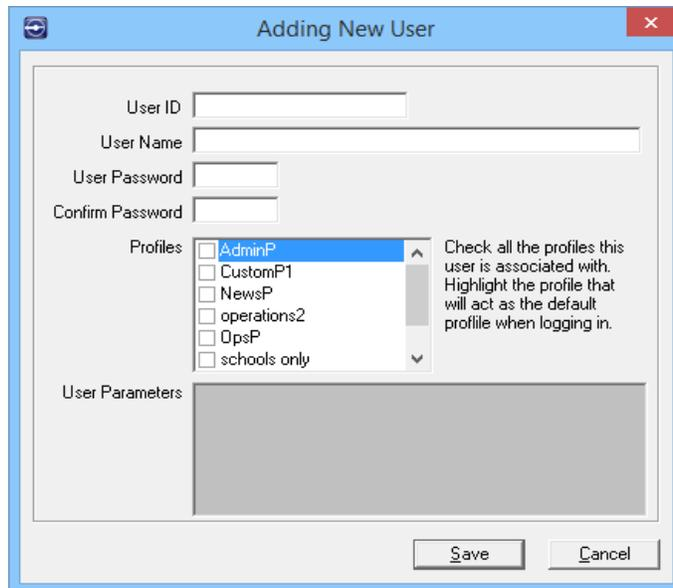 Adding New User
User ID
User Name
User Password
Confirm Password
Profiles
AdminP
CustomP1
NewsP
operations2
OpsP
schools only
Check all the profiles this
user is associated with.
Highlight the profile that
will act as the default
proflile when logging in.
User Parameters
Save
Cancel